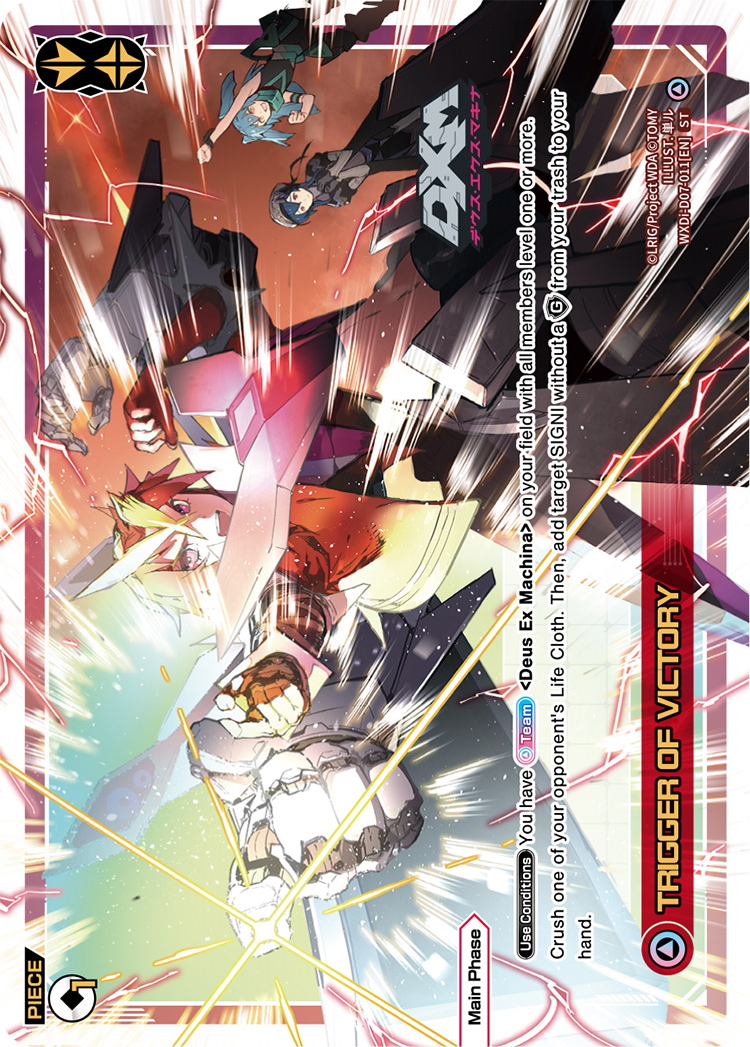 PIECE
1
DXM
デウス・エクス・マキナ
Main Phase
Use Conditions You have Team <Deus Ex Machina> on your field with all members level one or more.
Crush one of your opponent's Life Cloth. Then, add target SIGNI without a G from your trash to your
hand.
TRIGGER OF VICTORY
©LRIG/Project WDA ©TOMY
ILLUST. 単ル
WXDi-D07-011[EN] ST